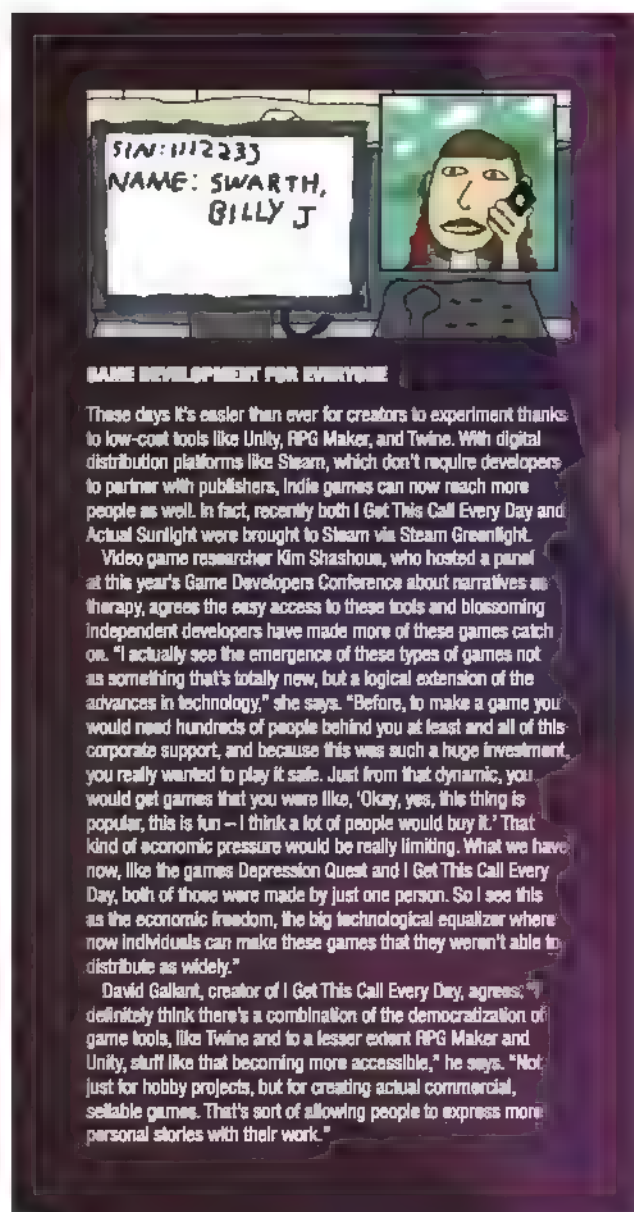 SIN:1112233
NAME: SWARTH,
BILLY J
GAME DEVELOPMENT FOR EVERYONE
These days it's easier than ever for creators to experiment thanks
to low-cost tools like Unity, RPG Maker, and Twine. With digital
distribution platforms like Steam, which don't require developers
to partner with publishers, indie games can now reach more
people as well. In fact, recently both I Get This Call Every Day and
Actual Sunlight were brought to Steam via Steam Greenlight.
Video game researcher Kim Shashoua, who hosted a panel
at this year's Game Developers Conference about narratives as
therapy, agrees the easy access to these tools and blossoming
independent developers have made more of these games catch
on. “I actually see the emergence of these types of games not
as something that's totally new, but a logical extension of the
advances in technology,” she says. “Before, to make a game you
would need hundreds of people behind you at least and all of this
corporate support, and because this was such a huge investment,
you really wanted to play it safe. Just from that dynamic, you
would get games that you were like, ‘Okay, yes, this thing is
popular, this is fun – I think a lot of people would buy it.’ That
kind of economic pressure would be really limiting. What we have
now, like the games Depression Quest and I Get This Call Every
Day, both of those were made by just one person. So I see this
as the economic freedom, the big technological equalizer where
now individuals can make these games that they weren't able to
distribute as widely.”
David Gallant, creator of I Get This Call Every Day, agrees: “I
definitely think there's a combination of the democratization of
game tools, like Twine and to a lesser extent RPG Maker and
Unity, stuff like that becoming more accessible,” he says. “Not
just for hobby projects, but for creating actual commercial,
sellable games. That's sort of allowing people to express more
personal stories with their work.”